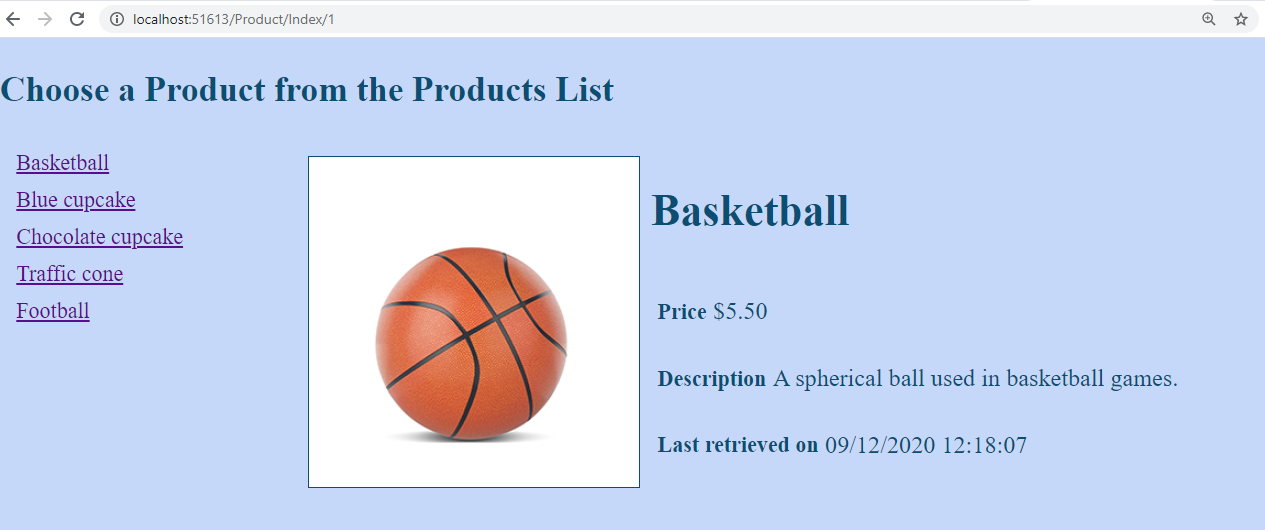 localhost:51613/Product/Index/1
Choose a Product from the Products List
Basketball
Blue cupcake
Chocolate cupcake
Traffic cone
Football
Basketball
Price $5.50
Description A spherical ball used in basketball games.
Last retrieved on 09/12/2020 12:18:07